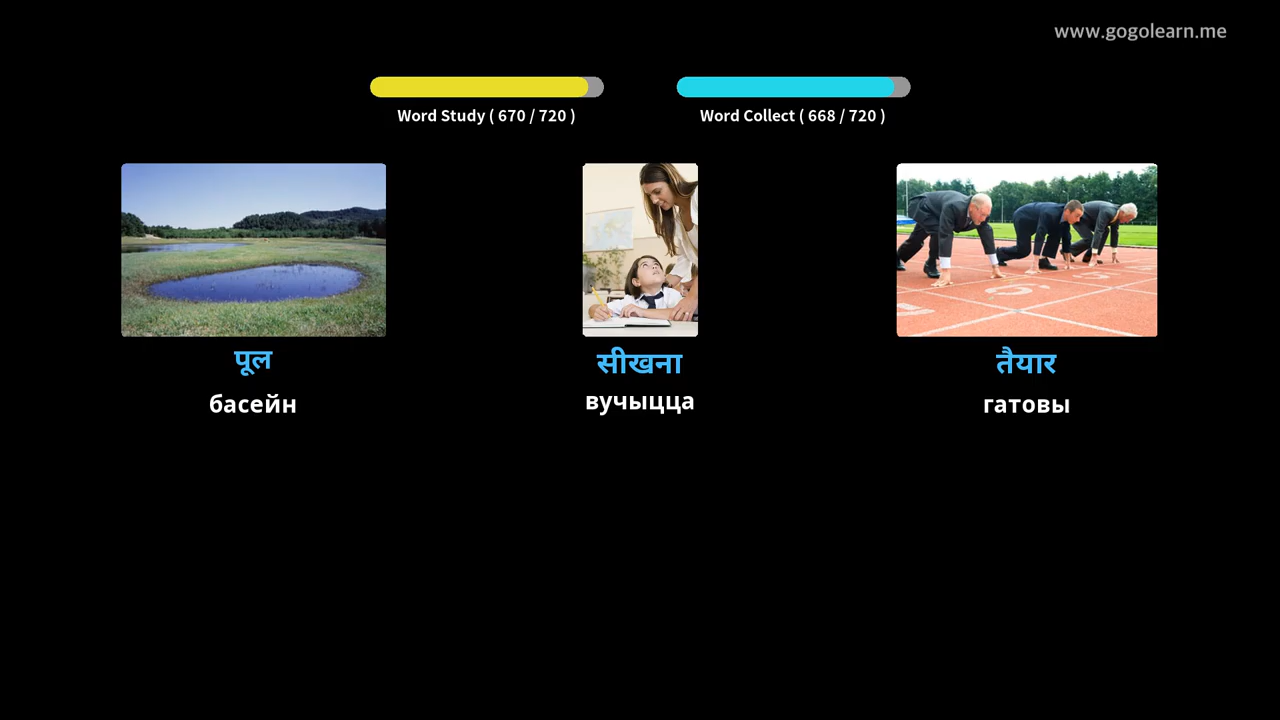 www.gogolearn.me
Word Study ( 670 / 720 )
Word Collect ( 668 / 720 )
पूल
सीखना
तैयार
басейн
вучыцца
гатовы